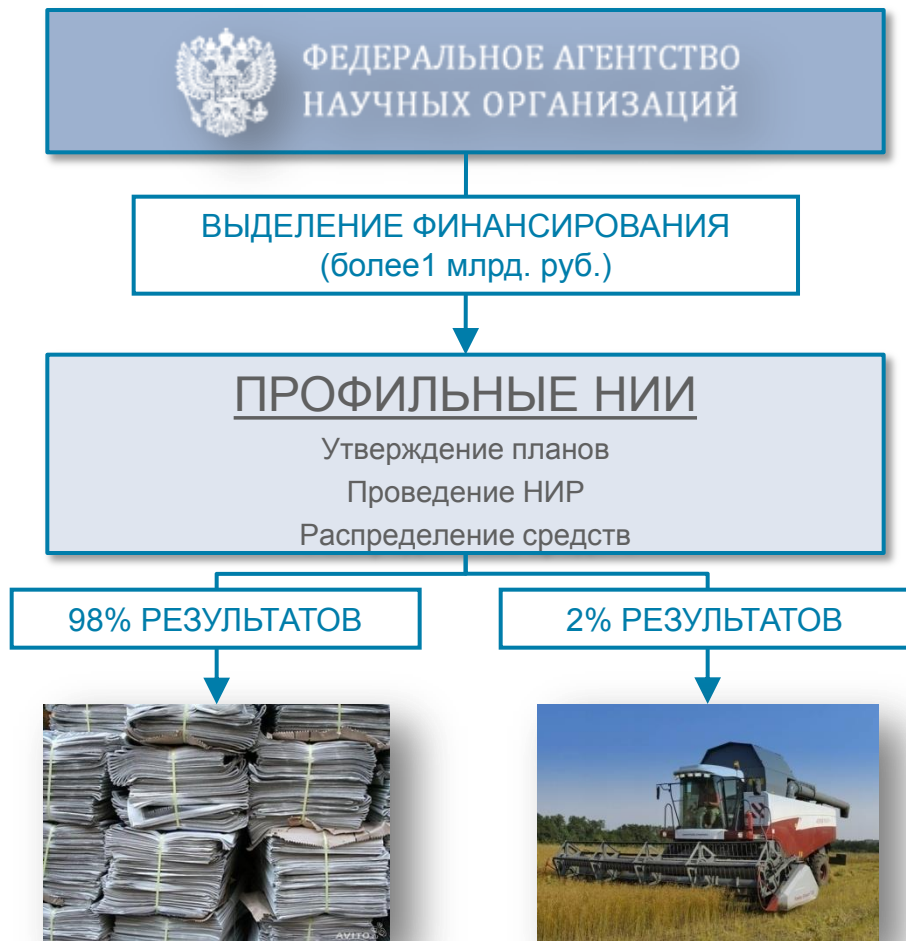 ФЕДЕРАЛЬНОЕ АГЕНТСТВО
НАУЧНЫХ ОРГАНИЗАЦИЙ
ВЫДЕЛЕНИЕ ФИНАНСИРОВАНИЯ
(более1 млрд. руб.)
ПРОФИЛЬНЫЕ НИИ
Утверждение планов
Проведение НИР
Распределение средств
98% РЕЗУЛЬТАТОВ
2% РЕЗУЛЬТАТОВ
AVITO